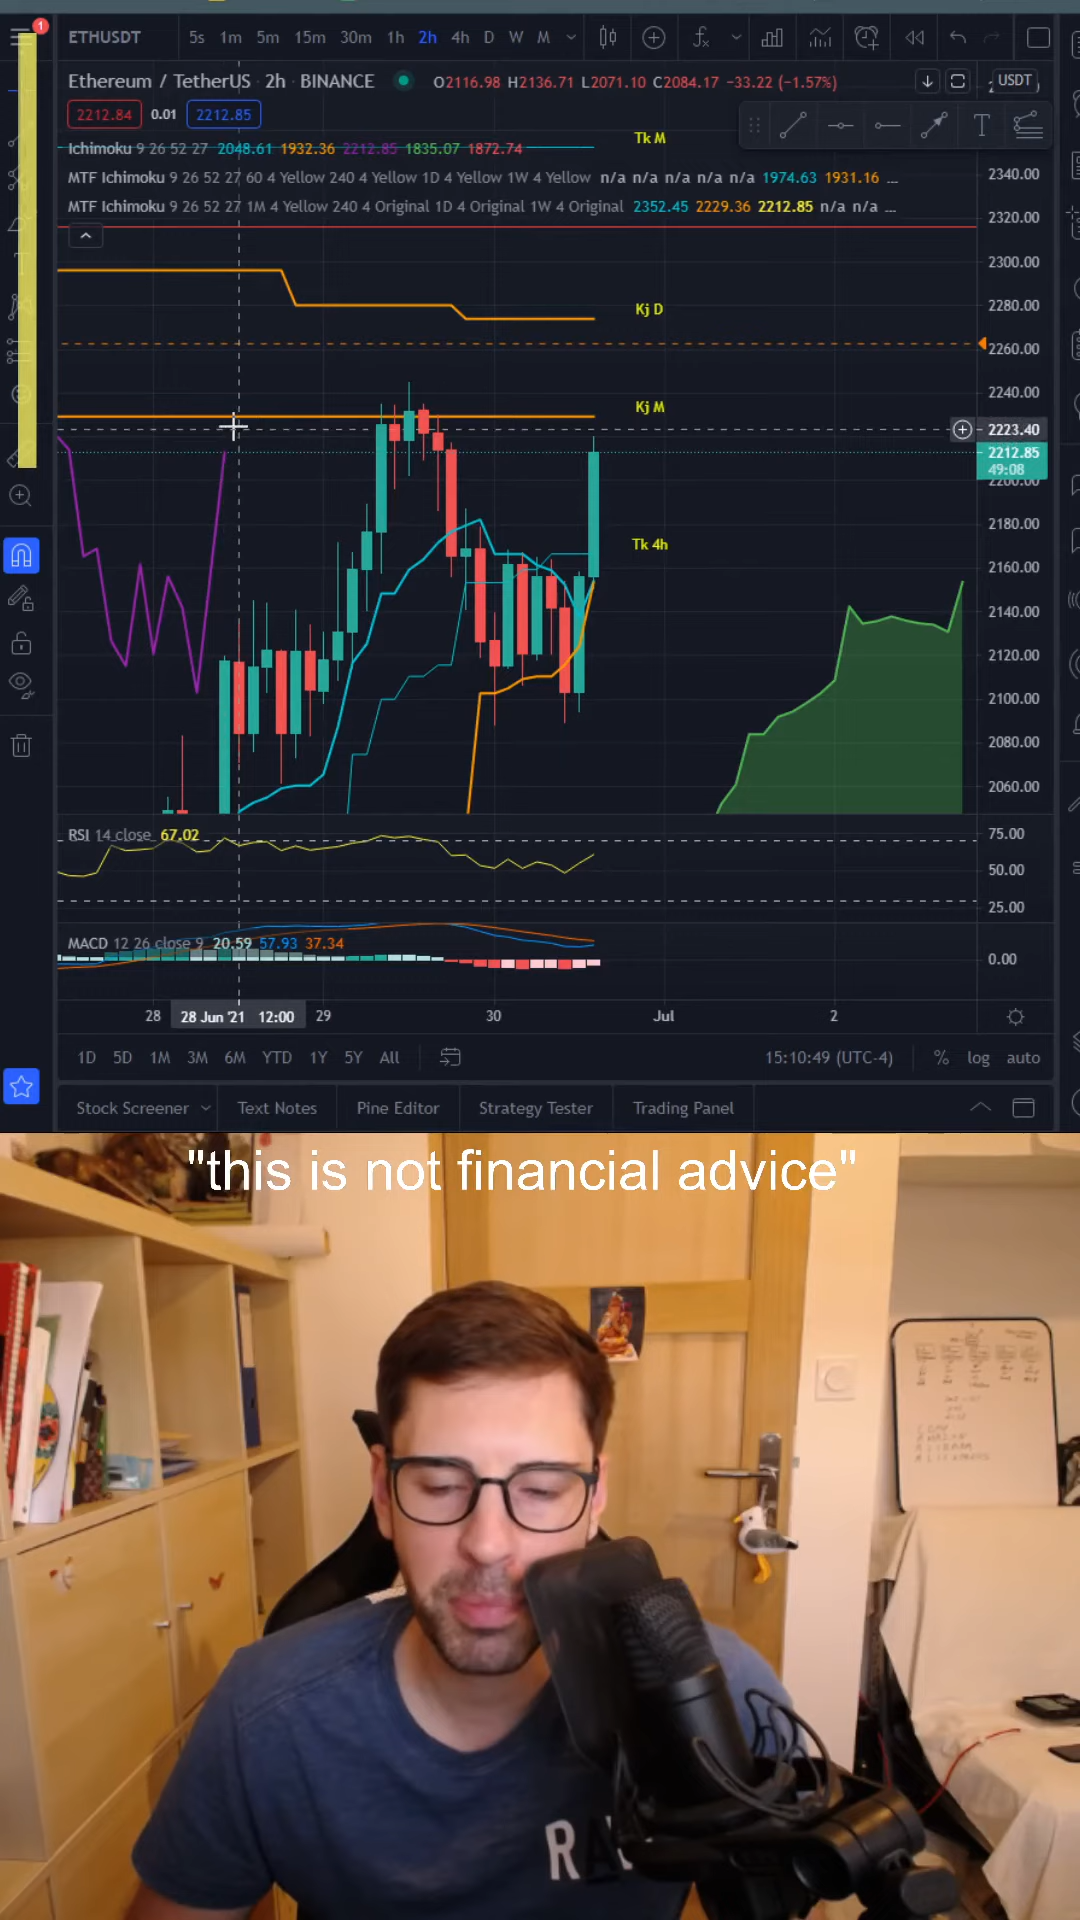 1
ETHUSDT 5s 1m 5m 15m 30m 1h 2h 4h D W M
Ethereum / TetherUS · 2h · BINANCE O2116.98 H2136.71 L2071.10 C2084.17 −33.22 (−1.57%) USDT
2212.84 0.01 2212.85
Tk M
Ichimoku 9 26 52 27 2048.61 1932.36 2212.85 1835.07 1872.74
MTF Ichimoku 9 26 52 27 60 4 Yellow 240 4 Yellow 1D 4 Yellow 1W 4 Yellow n/a n/a n/a n/a n/a 1974.63 1931.16 ...
2340.00
MTF Ichimoku 9 26 52 27 1M 4 Yellow 240 4 Original 1D 4 Original 1W 4 Original 2352.45 2229.36 2212.85 n/a n/a ...
2320.00
2300.00
Kj D
2280.00
2260.00
2240.00
Kj M
2223.40
2212.85
49:08
2200.00
2180.00
Tk 4h
2160.00
2140.00
2120.00
2100.00
2080.00
2060.00
RSI 14 close 67.02
75.00
50.00
25.00
MACD 12 26 close 9 20.59 57.93 37.34
0.00
28 28 Jun '21 12:00 29 30 Jul 2
1D 5D 1M 3M 6M YTD 1Y 5Y All 15:10:49 (UTC-4) % log auto
Stock Screener Text Notes Pine Editor Strategy Tester Trading Panel
"this is not financial advice"